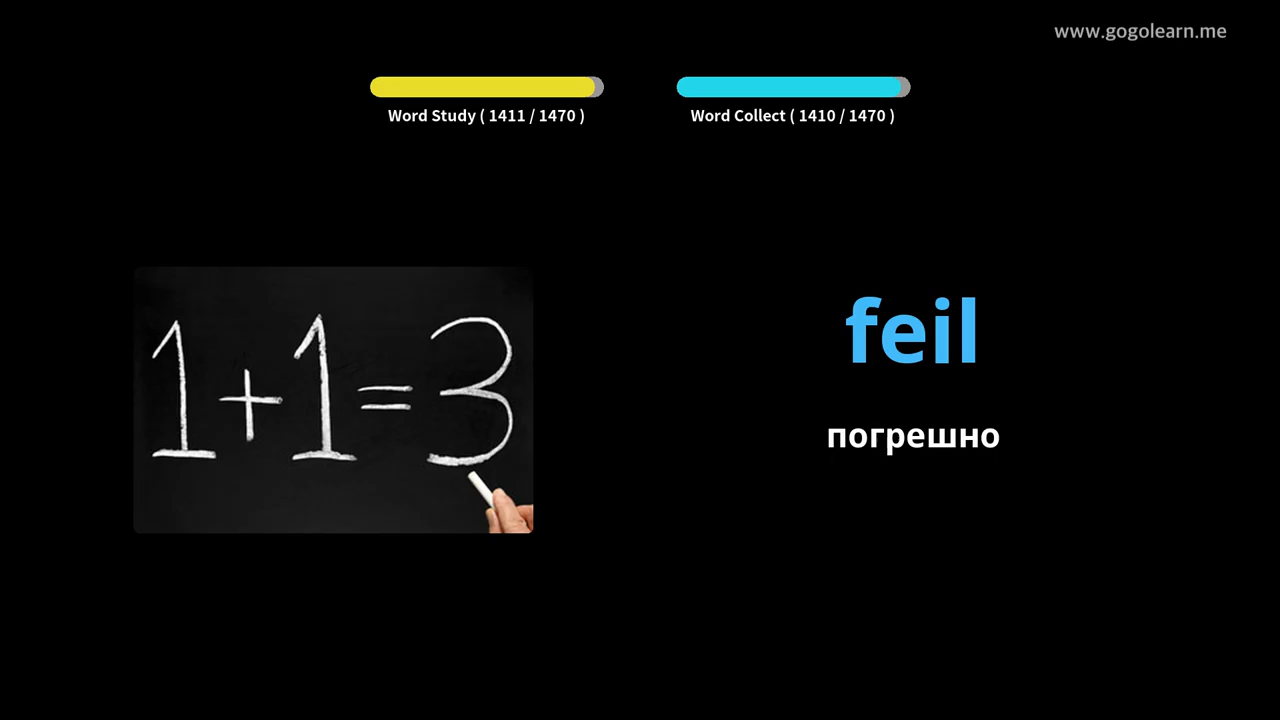 www.gogolearn.me
Word Study ( 1411 / 1470 )
Word Collect ( 1410 / 1470 )
1+1=3
feil
погрешно